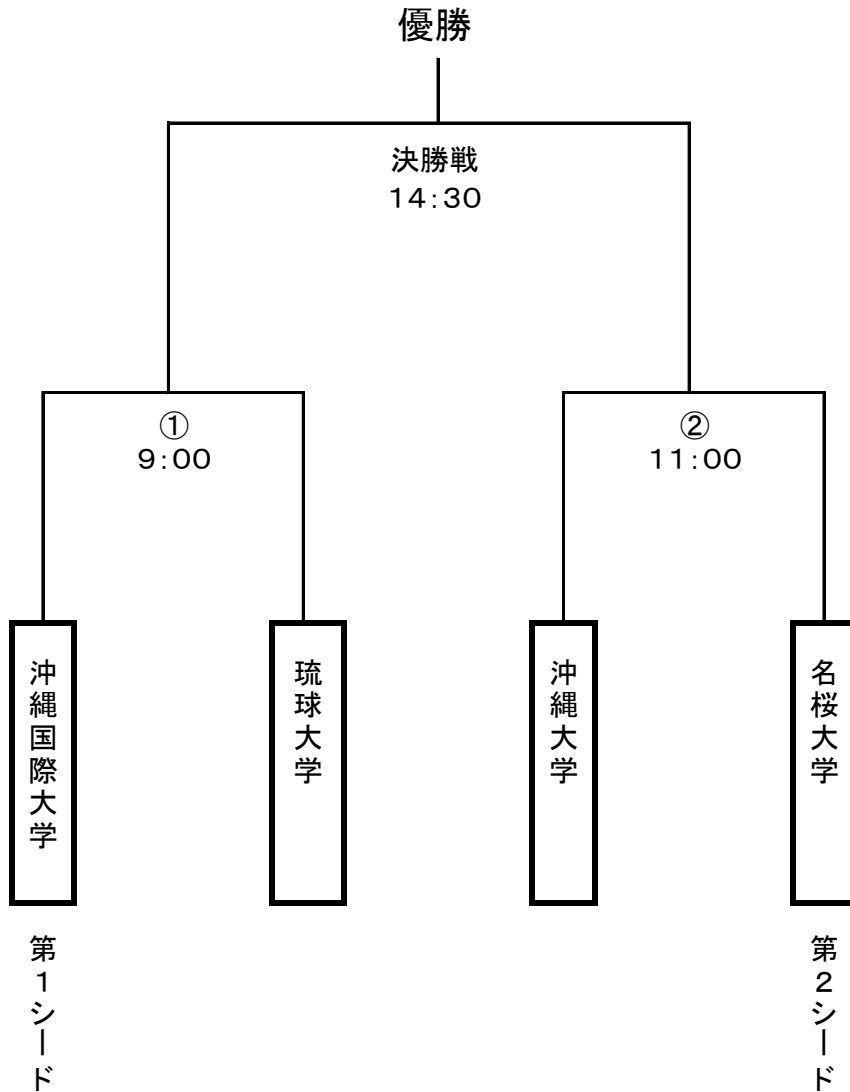 優勝
決勝戦
14:30
①
9:00
②
11:00
沖縄国際大学
琉球大学
沖縄大学
名桜大学
第1シード
第2シード